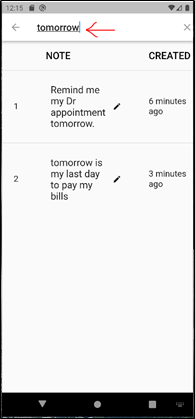 12:15
tomorrow
NOTE CREATED
1
Remind me
my Dr
appointment
tomorrow.
6 minutes
ago
2
tomorrow is
my last day
to pay my
bills
3 minutes
ago